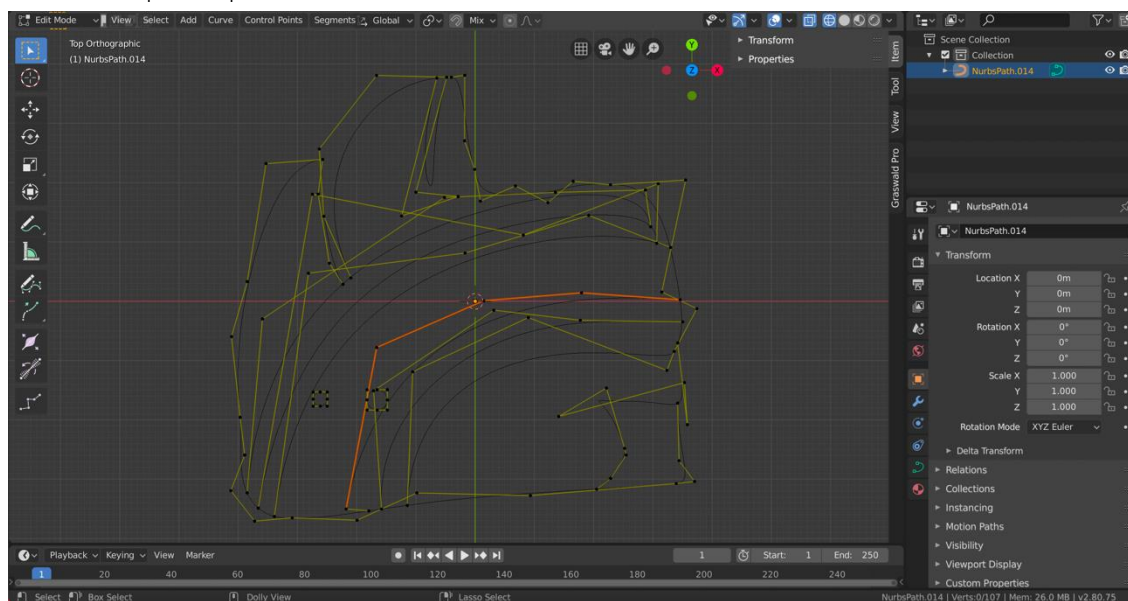 Edit Mode View Select Add Curve Control Points Segments Global Mix
Top Orthographic
(1) NurbsPath.014
Transform
Properties
Item
Tool
View
Graswald Pro
Scene Collection
Collection
NurbsPath.014
NurbsPath.014
NurbsPath.014
Transform
Location X 0m
Y 0m
Z 0m
Rotation X 0°
Y 0°
Z 0°
Scale X 1.000
Y 1.000
Z 1.000
Rotation Mode XYZ Euler
Delta Transform
Relations
Collections
Instancing
Motion Paths
Visibility
Viewport Display
Custom Properties
Playback Keying View Marker 1 Start: 1 End: 250
1 20 40 60 80 100 120 140 160 180 200 220 240
Select Box Select Dolly View Lasso Select NurbsPath.014 | Verts:0/107 | Mem: 26.0 MB | v2.80.75